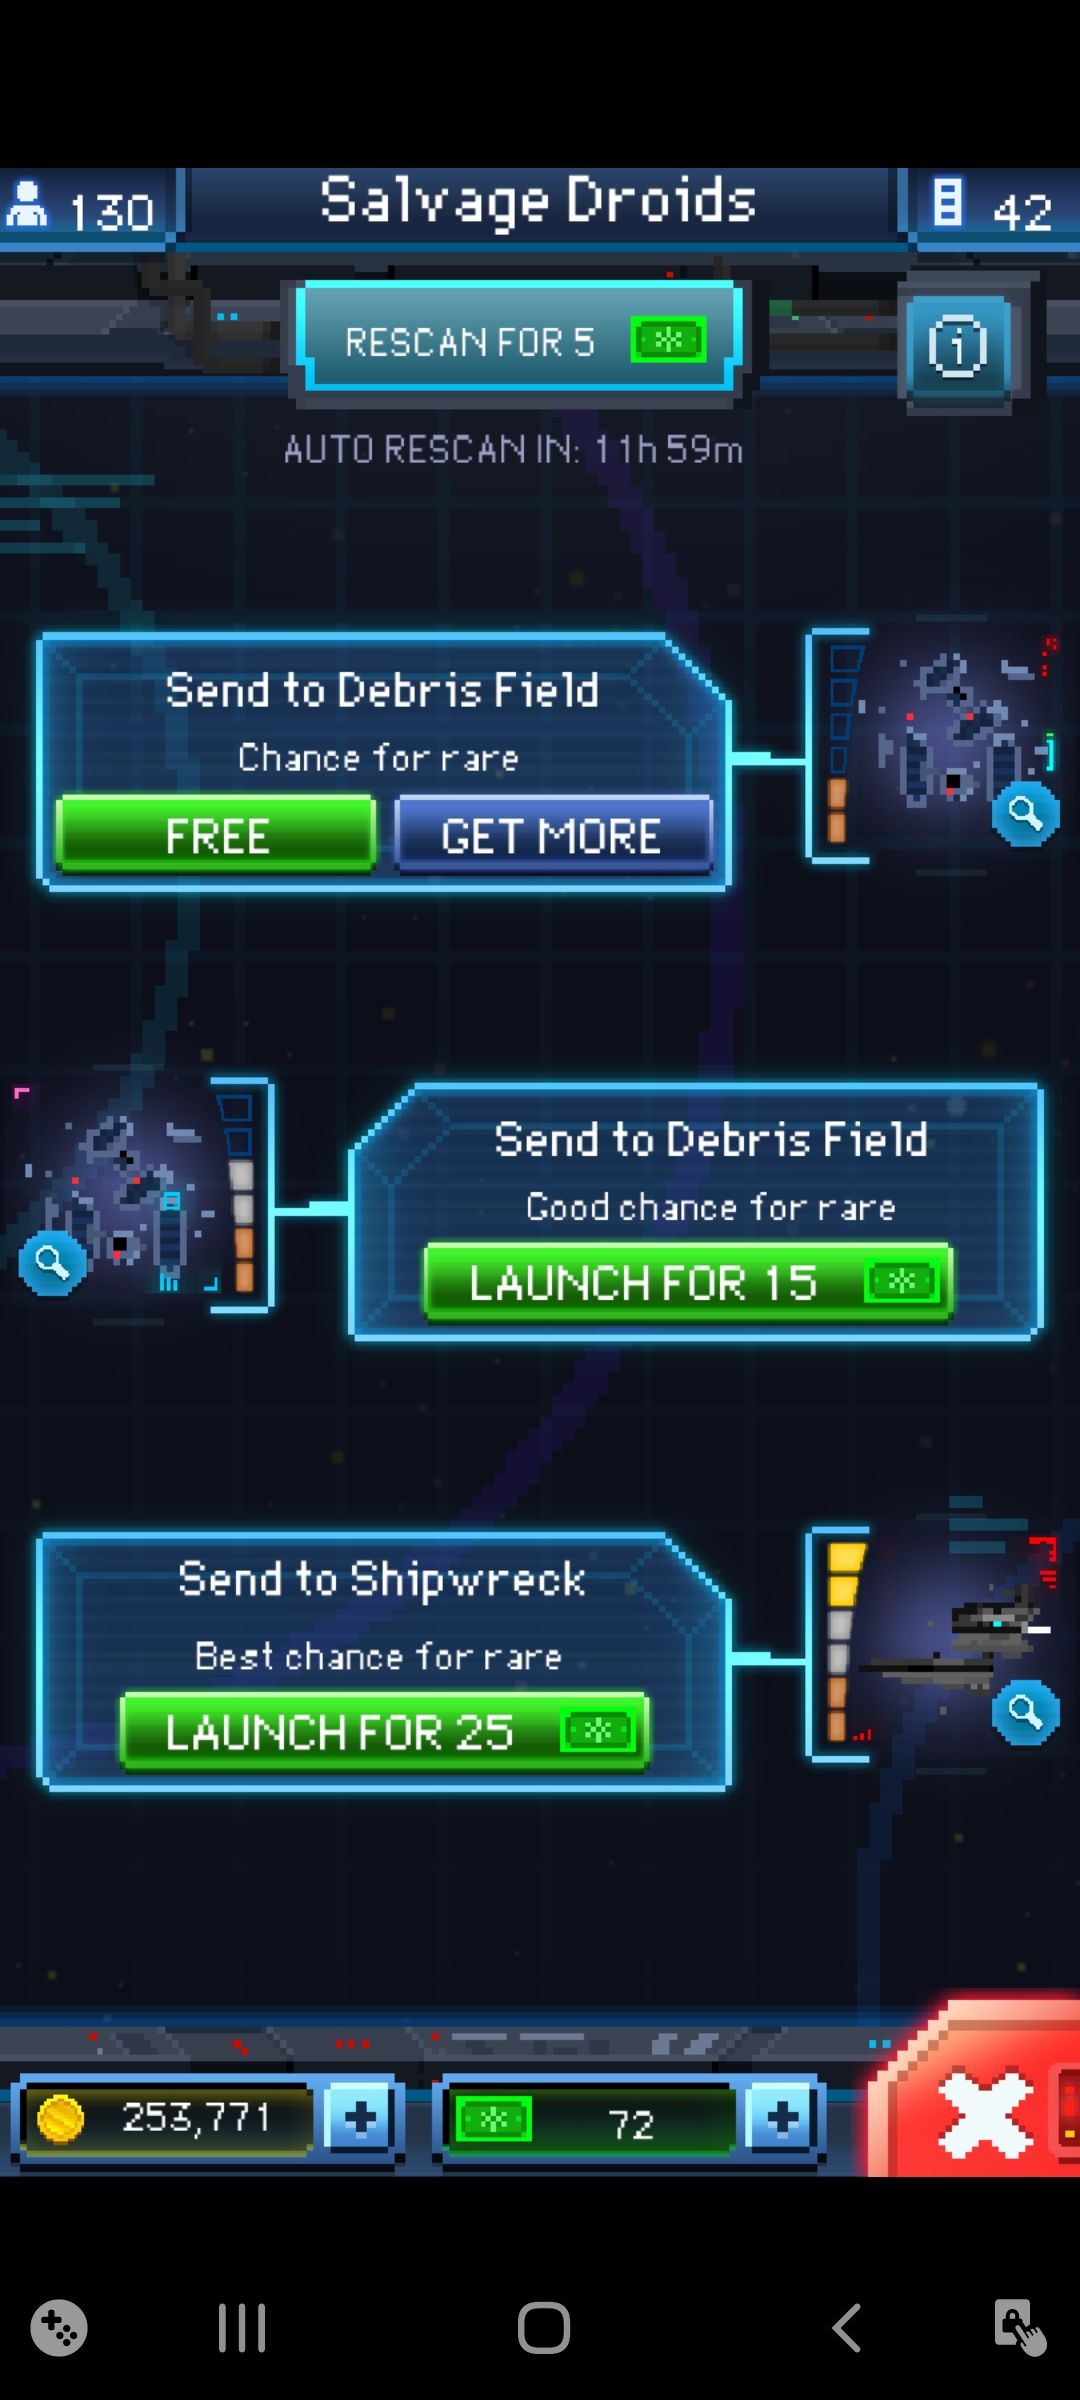 130
Salvage Droids
42
RESCAN FOR 5
AUTO RESCAN IN: 11h 59m
Send to Debris Field
Chance for rare
FREE
GET MORE
Send to Debris Field
Good chance for rare
LAUNCH FOR 15
Send to Shipwreck
Best chance for rare
LAUNCH FOR 25
253,771
72